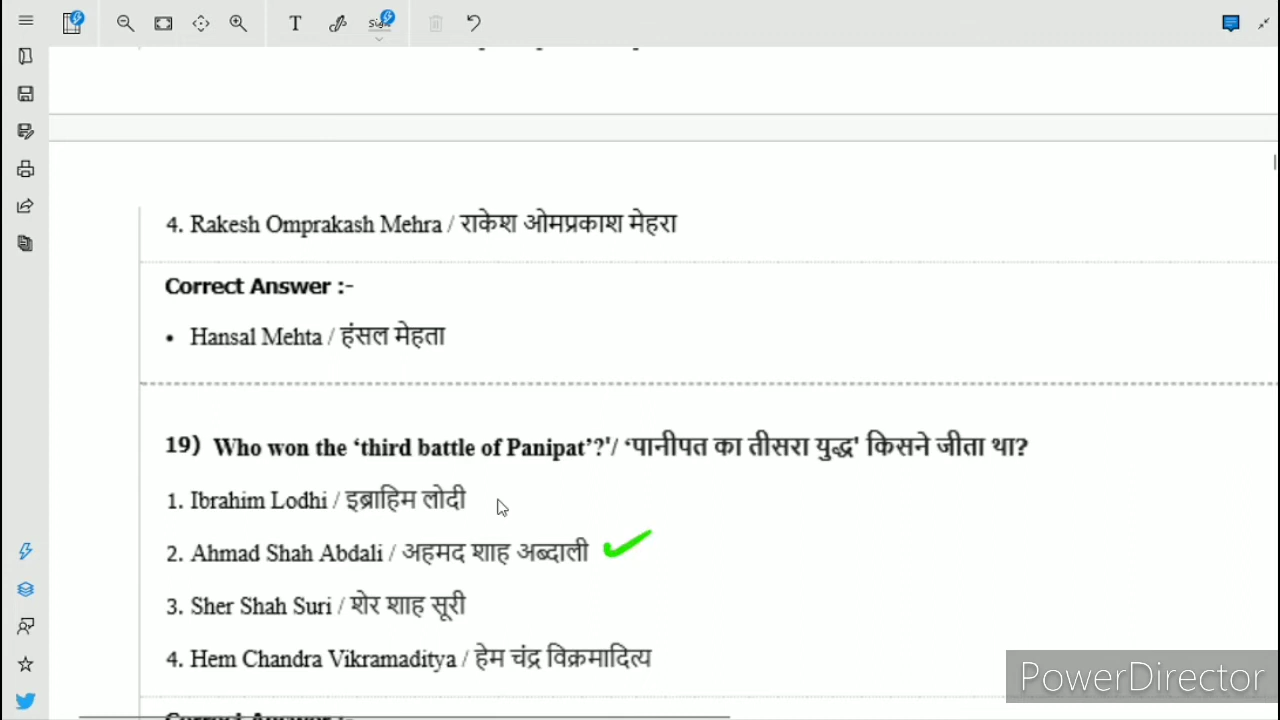 4. Rakesh Omprakash Mehra / राकेश ओमप्रकाश मेहरा
Correct Answer :-
• Hansal Mehta / हंसल मेहता
19) Who won the ‘third battle of Panipat’?'/ ‘पानीपत का तीसरा युद्ध' किसने जीता था?
1. Ibrahim Lodhi / इब्राहिम लोदी
2. Ahmad Shah Abdali / अहमद शाह अब्दाली
3. Sher Shah Suri / शेर शाह सूरी
4. Hem Chandra Vikramaditya / हेम चंद्र विक्रमादित्य
PowerDirector
Correct Answer :-